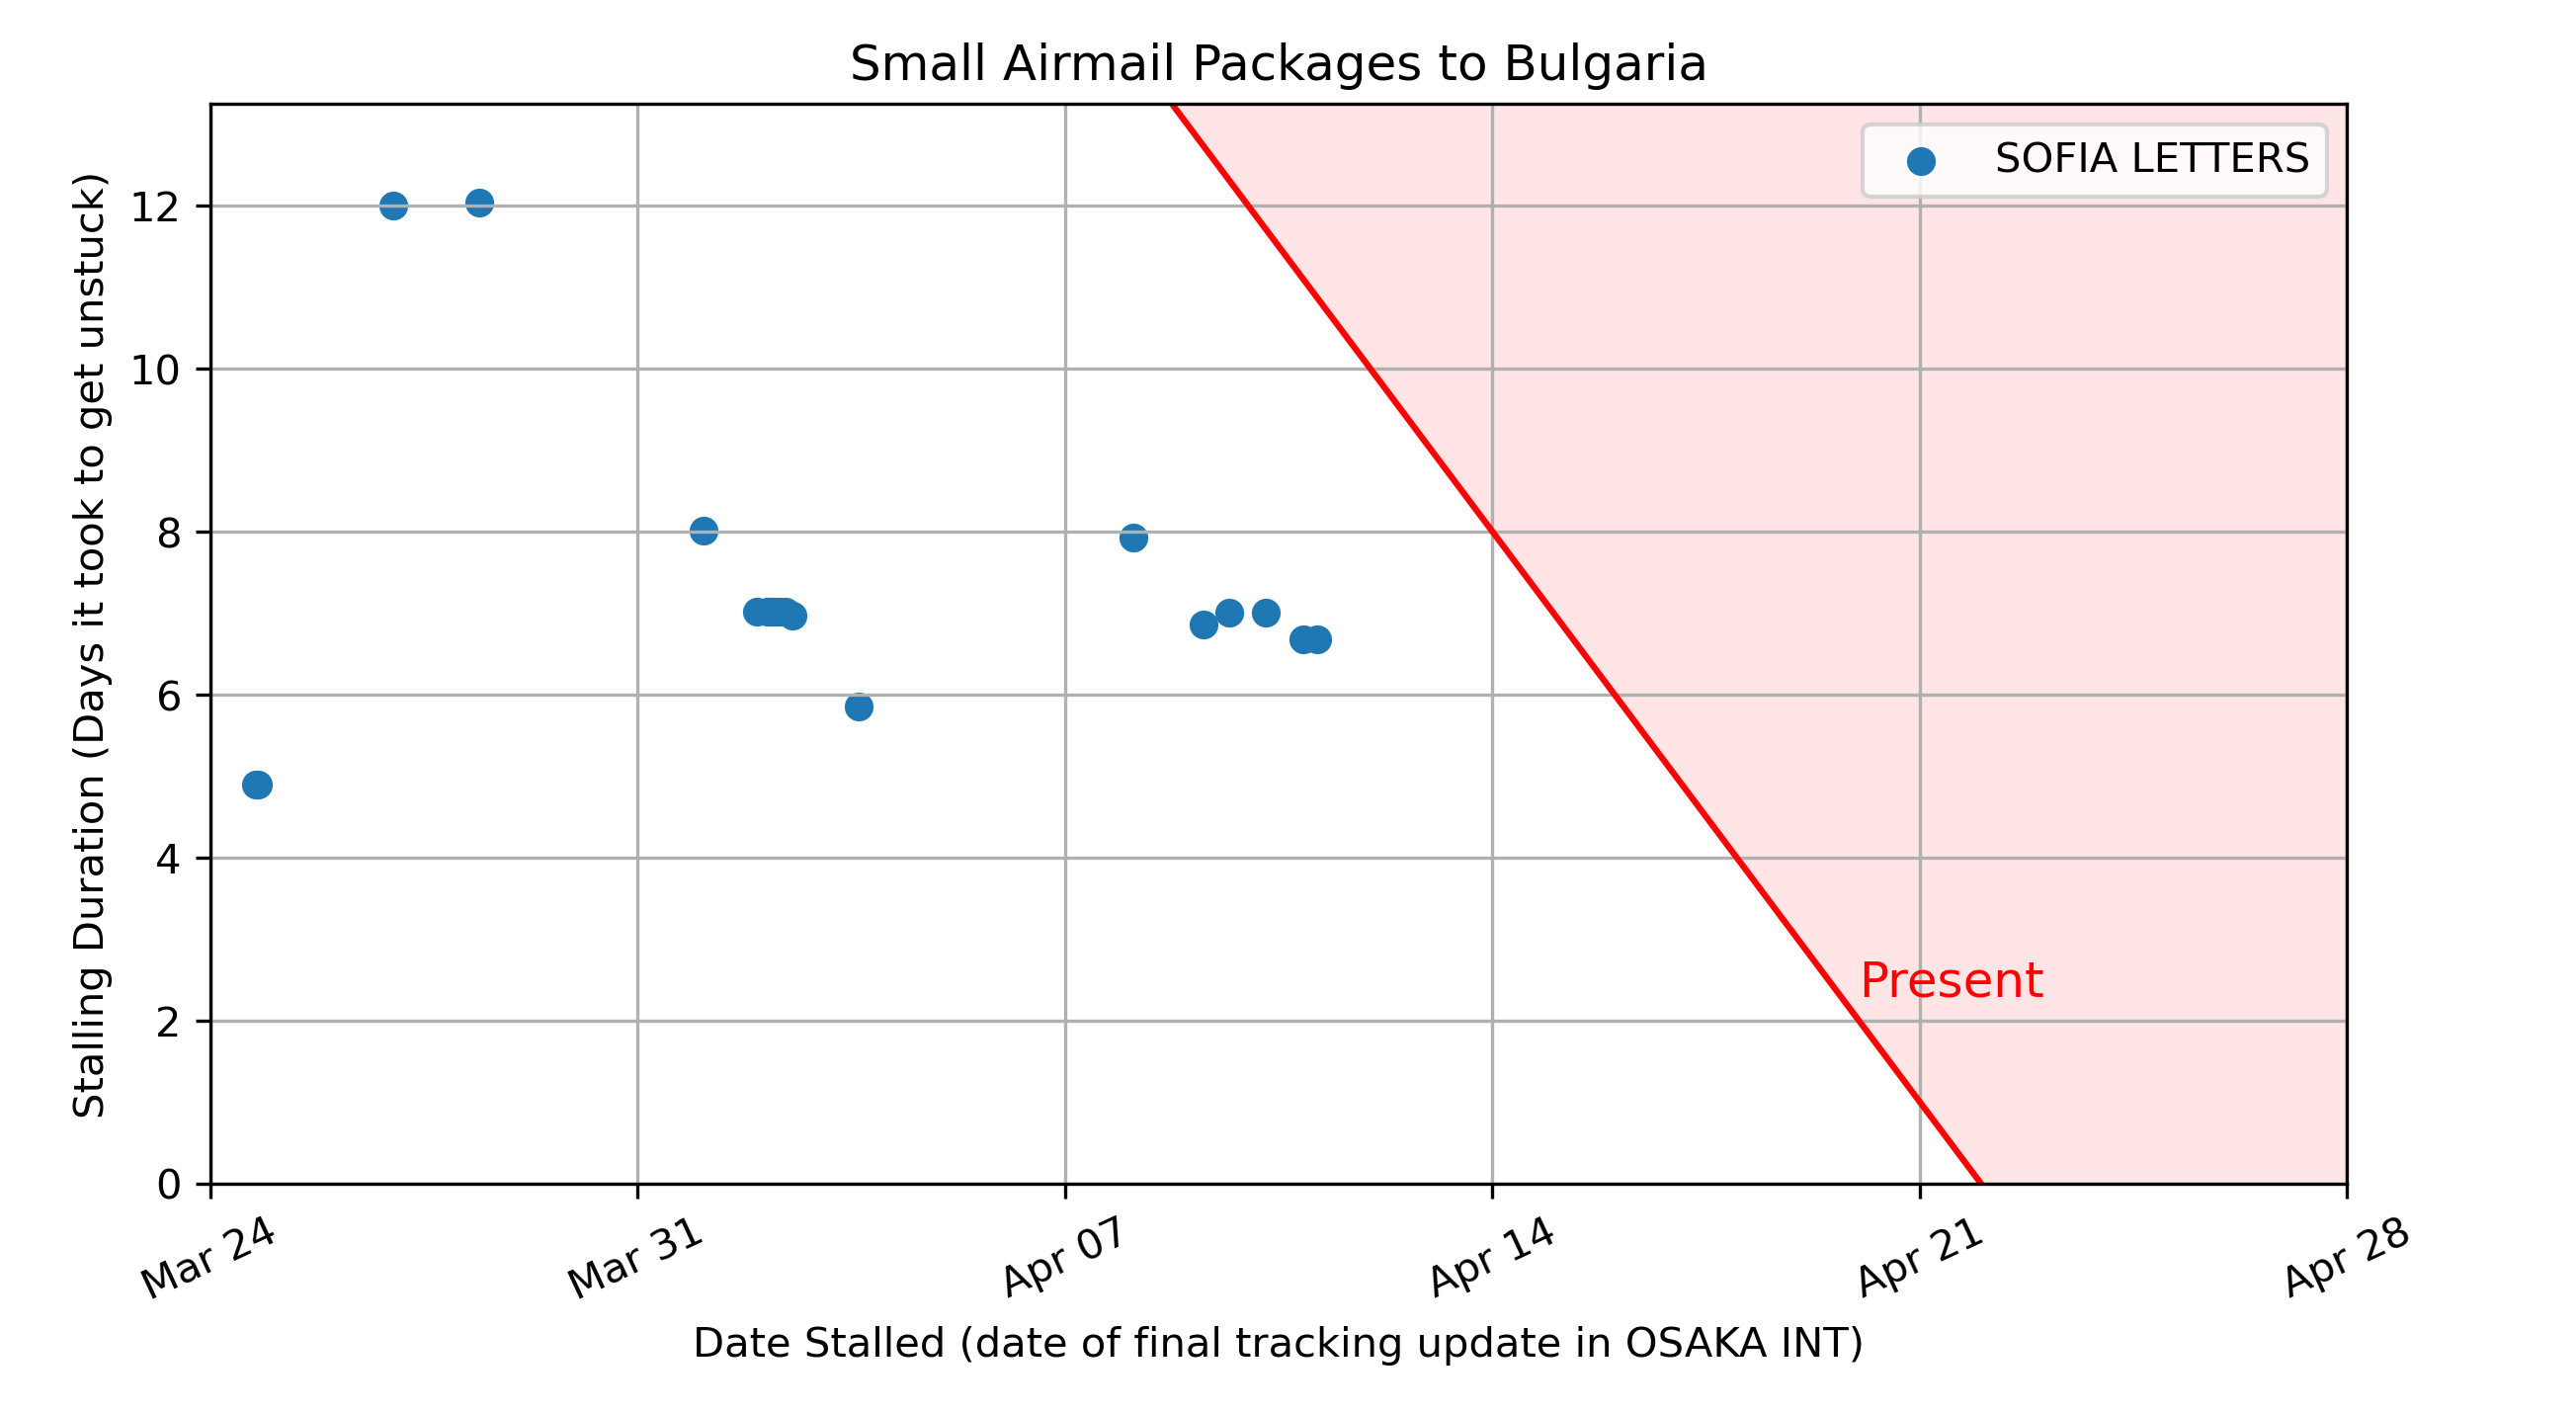 Small Airmail Packages to Bulgaria
SOFIA LETTERS
Stalling Duration (Days it took to get unstuck)
12
10
8
6
4
2
0
Present
Mar 24
Mar 31
Apr 07
Apr 14
Apr 21
Apr 28
Date Stalled (date of final tracking update in OSAKA INT)